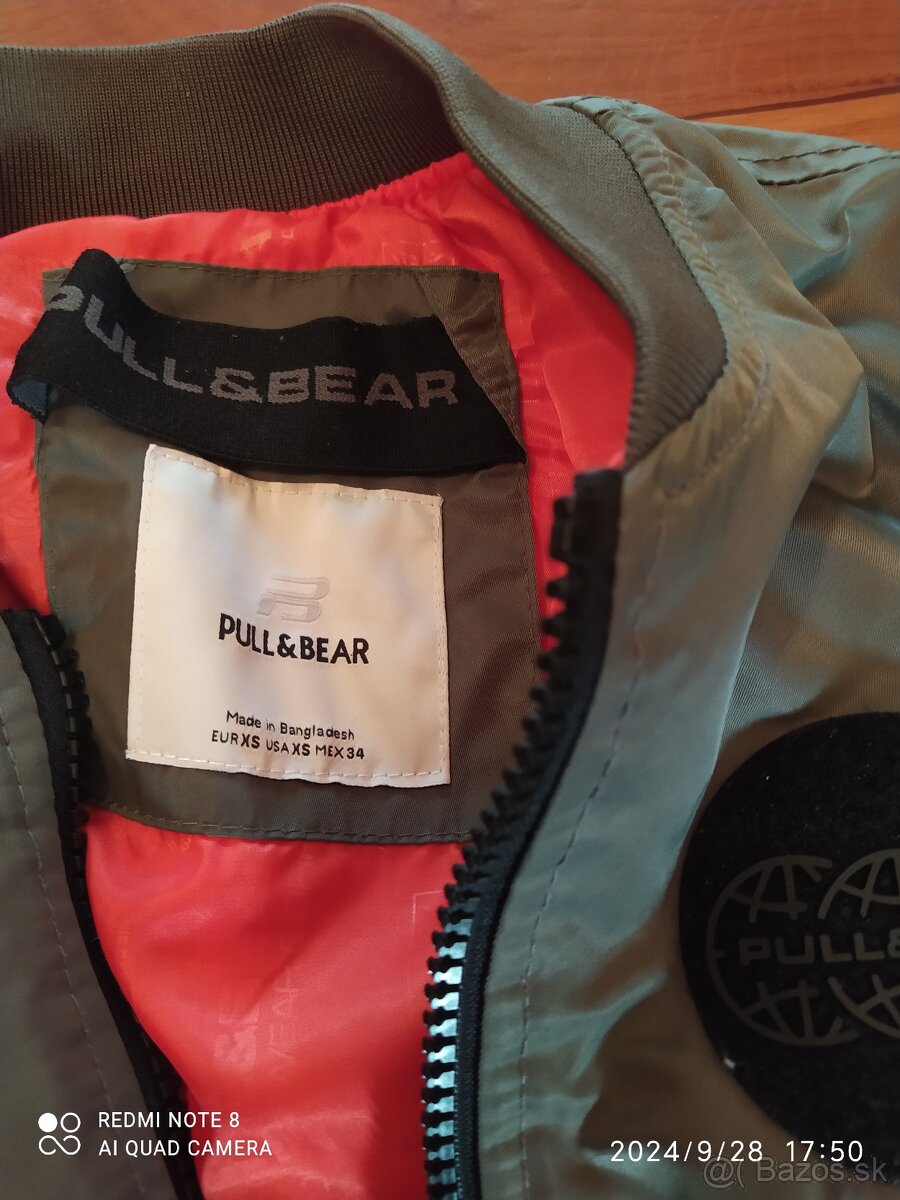 PULL&BEAR
PULL&BEAR
Made in Bangladesh
EUR XS USA XS MEX 34
PULL&
REDMI NOTE 8
AI QUAD CAMERA
2024/9/28 17:50
Bazos.sk